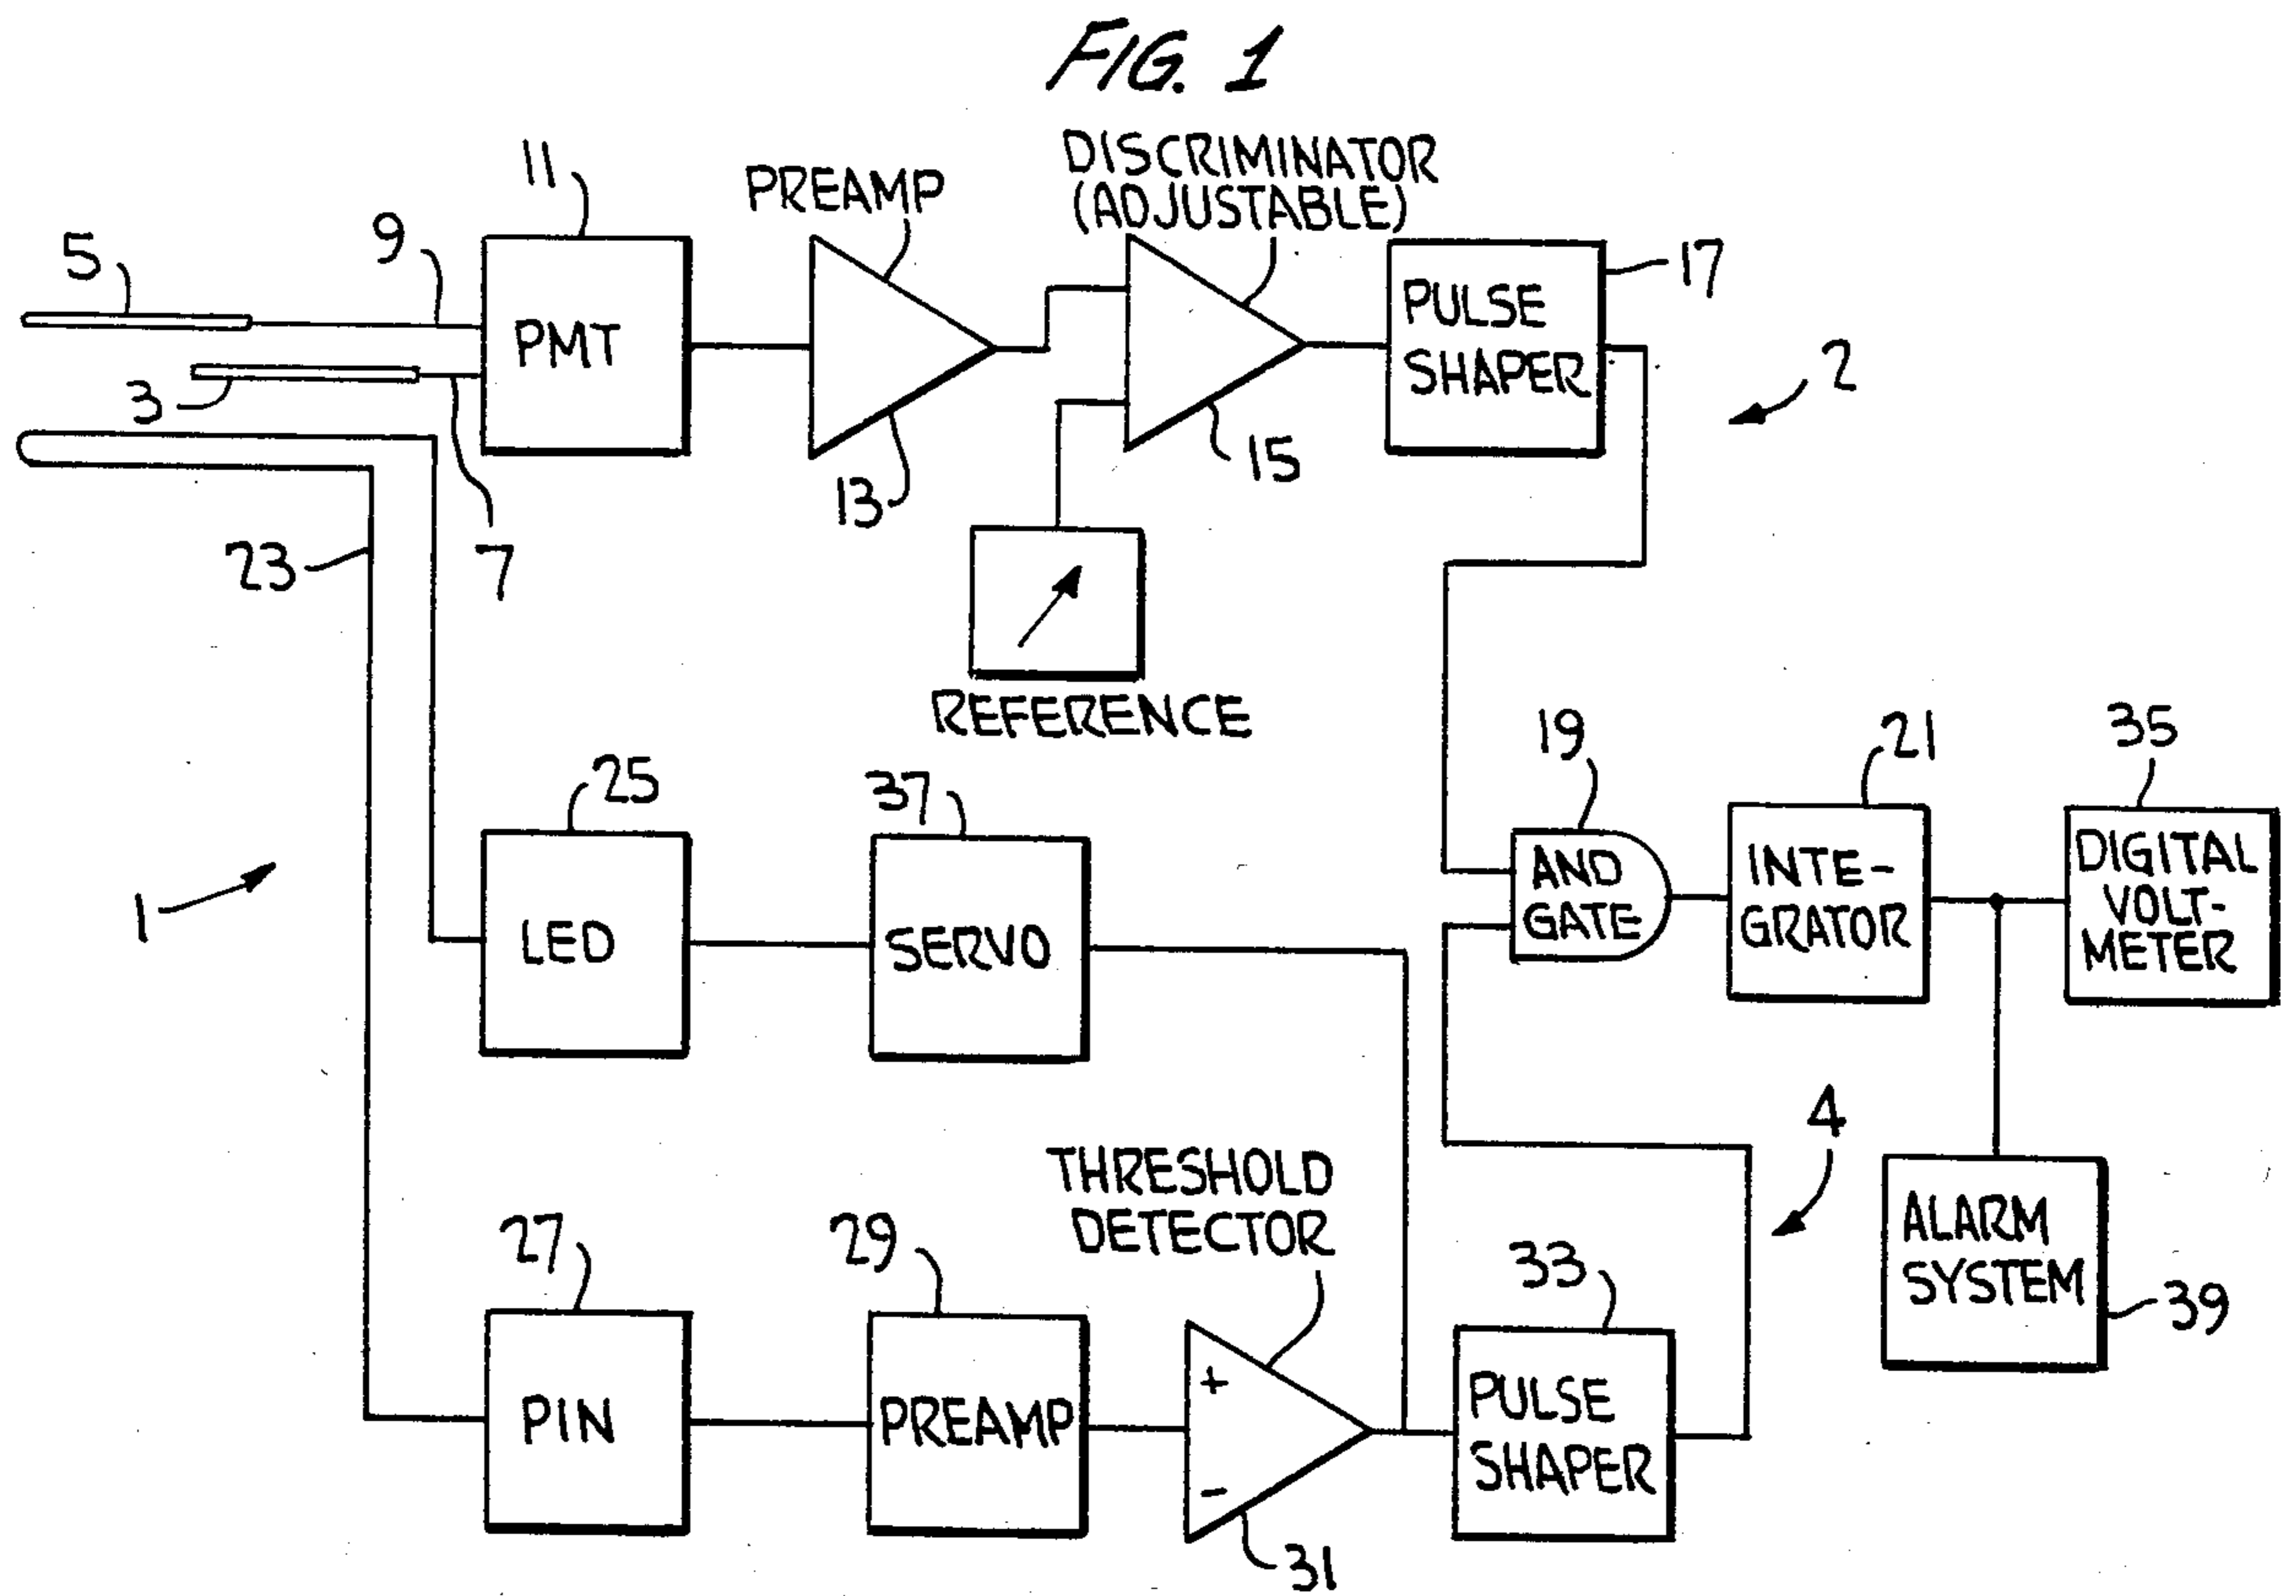 FIG. 1
11
PREAMP
DISCRIMINATOR
(ADJUSTABLE)
5
9
17
PMT
PULSE
SHAPER
2
3
15
13
23
7
REFERENCE
19
21
35
25
37
AND
GATE
INTE-
GRATOR
DIGITAL
VOLT-
METER
1
LED
SERVO
4
THRESHOLD
DETECTOR
27
29
33
ALARM
SYSTEM
39
PIN
PREAMP
+
-
PULSE
SHAPER
31